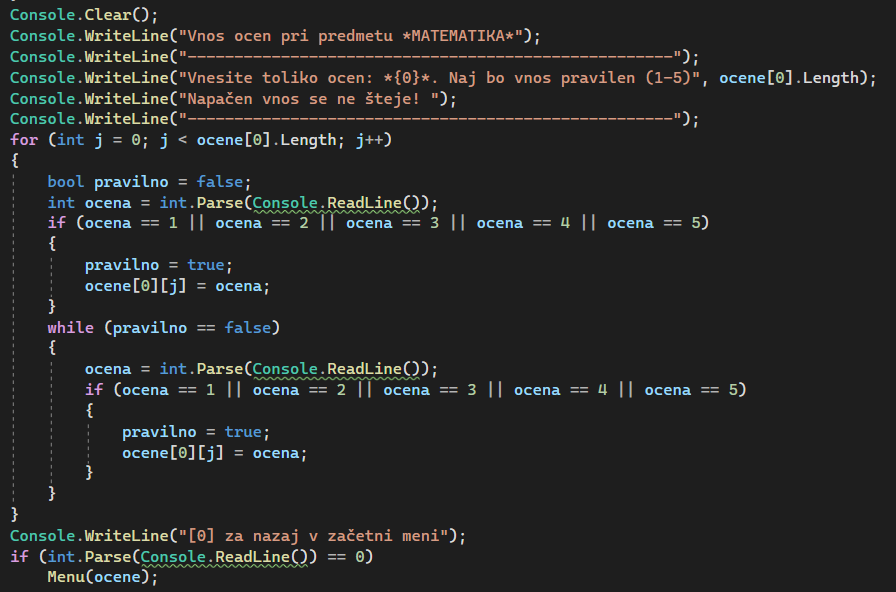 Console.Clear();
Console.WriteLine("Vnos ocen pri predmetu *MATEMATIKA*");
Console.WriteLine("----------------------------------------------------");
Console.WriteLine("Vnesite toliko ocen: *{0}*. Naj bo vnos pravilen (1-5)", ocene[0].Length);
Console.WriteLine("Napačen vnos se ne šteje! ");
Console.WriteLine("----------------------------------------------------");
for (int j = 0; j < ocene[0].Length; j++)
{
    bool pravilno = false;
    int ocena = int.Parse(Console.ReadLine());
    if (ocena == 1 || ocena == 2 || ocena == 3 || ocena == 4 || ocena == 5)
    {
        pravilno = true;
        ocene[0][j] = ocena;
    }
    while (pravilno == false)
    {
        ocena = int.Parse(Console.ReadLine());
        if (ocena == 1 || ocena == 2 || ocena == 3 || ocena == 4 || ocena == 5)
        {
            pravilno = true;
            ocene[0][j] = ocena;
        }
    }
}
Console.WriteLine("[0] za nazaj v začetni meni");
if (int.Parse(Console.ReadLine()) == 0)
    Menu(ocene);